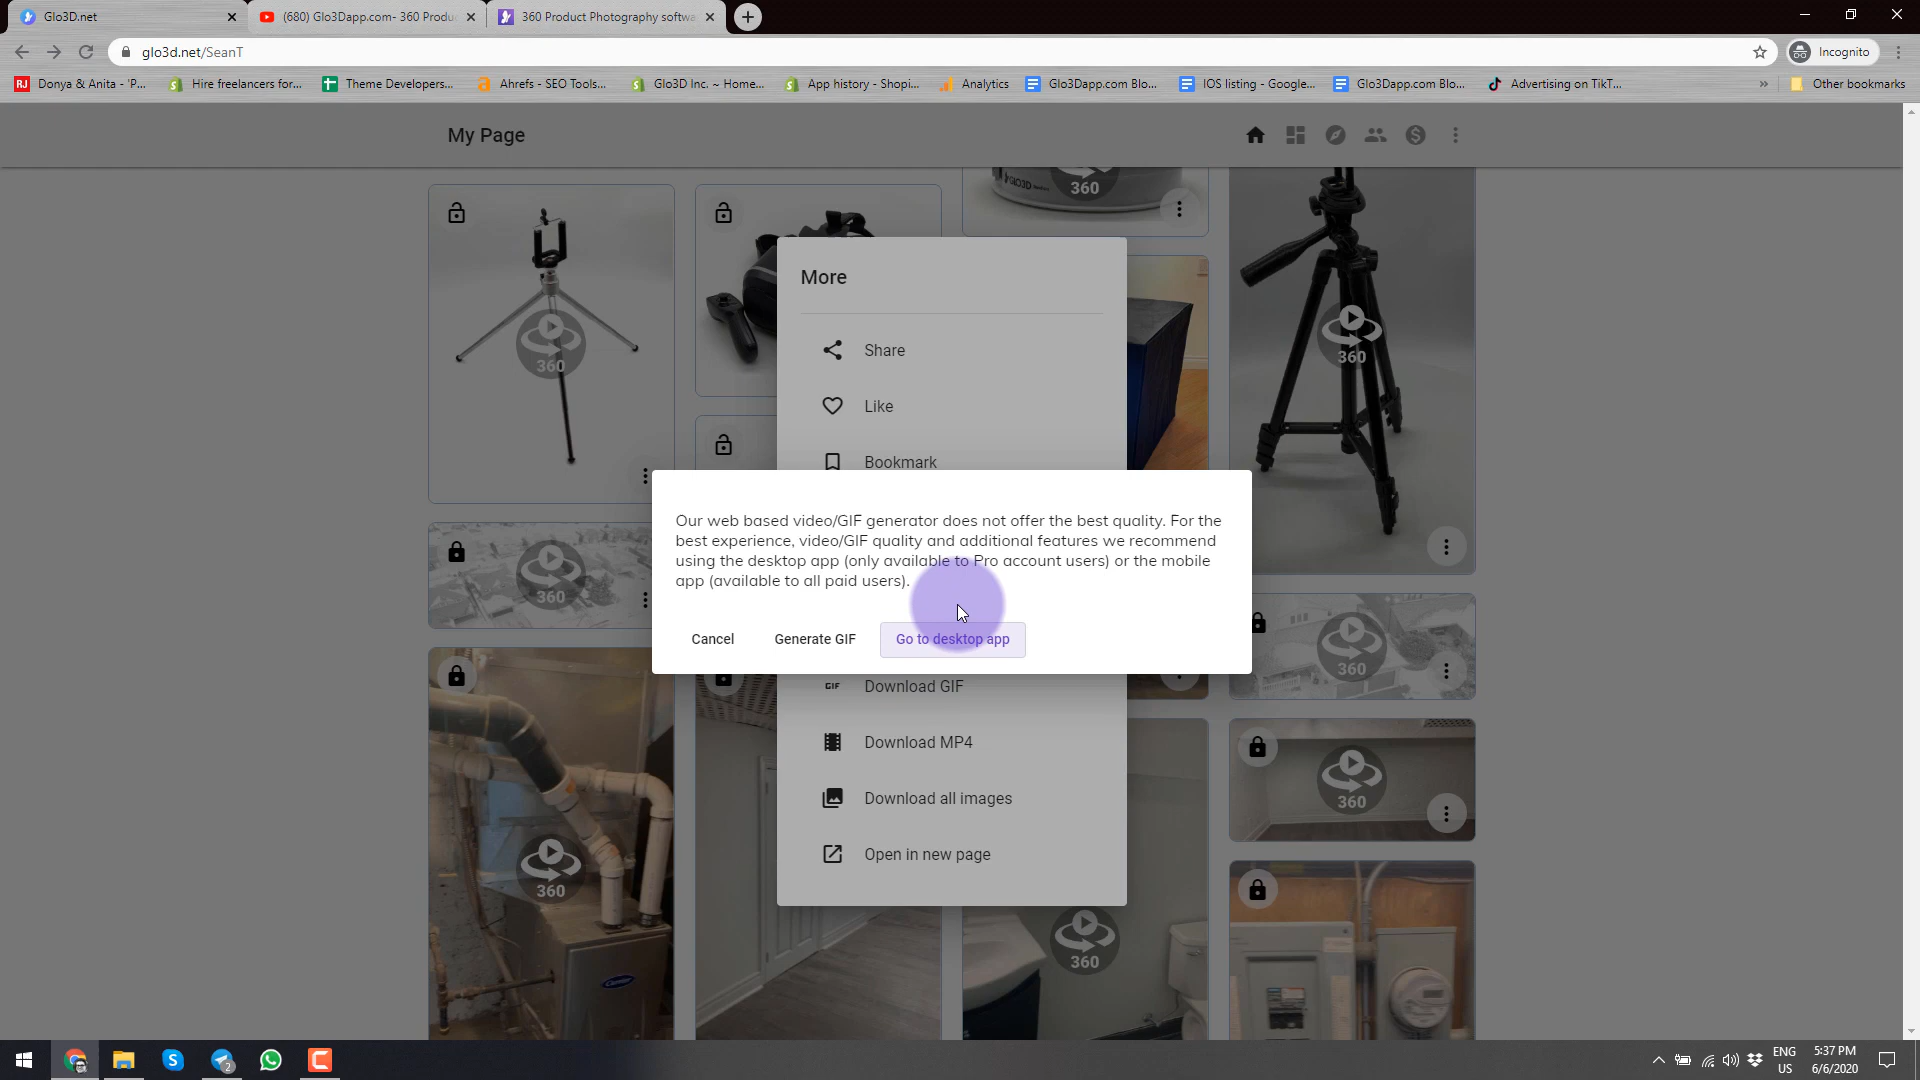 Glo3D.net
(680) Glo3Dapp.com- 360 Produc
360 Product Photography softwa
glo3d.net/SeanT
Incognito
RJ
Donya & Anita - 'P...
Hire freelancers for...
Theme Developers...
Ahrefs - SEO Tools...
Glo3D Inc. ~ Home...
App history - Shopi...
Analytics
Glo3Dapp.com Blo...
IOS listing - Google...
Glo3Dapp.com Blo...
Advertising on TikT...
»
Other bookmarks
My Page
GLO3D
360
360
360
More
Share
Like
Bookmark
Our web based video/GIF generator does not offer the best quality. For the
best experience, video/GIF quality and additional features we recommend
using the desktop app (only available to Pro account users) or the mobile
app (available to all paid users).
Cancel
Generate GIF
Go to desktop app
360
360
GIF
Download GIF
Download MP4
Download all images
Open in new page
360
360
360
2
ENG
US
5:37 PM
6/6/2020